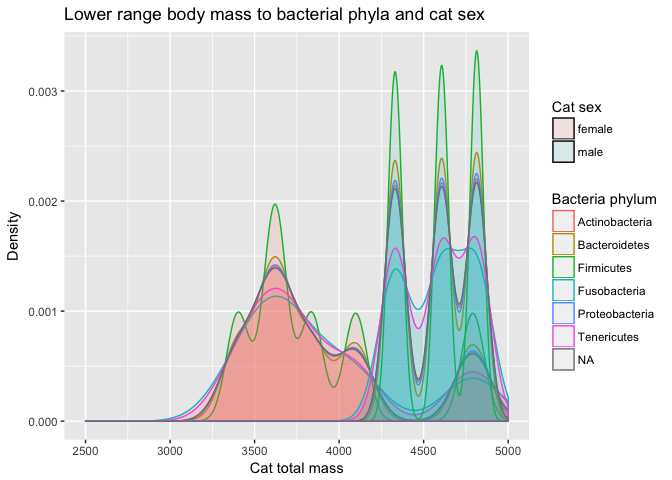 Lower range body mass to bacterial phyla and cat sex
Density
0.003
0.002
0.001
0.000
2500 3000 3500 4000 4500 5000
Cat total mass
Cat sex
female
male
Bacteria phylum
Actinobacteria
Bacteroidetes
Firmicutes
Fusobacteria
Proteobacteria
Tenericutes
NA